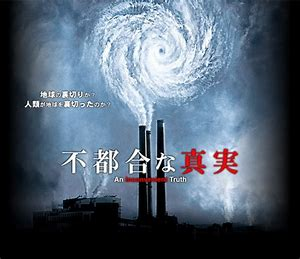 地球の裏切りか?
人類が地球を裏切ったのか?
不都合な真実
An Inconvenient Truth